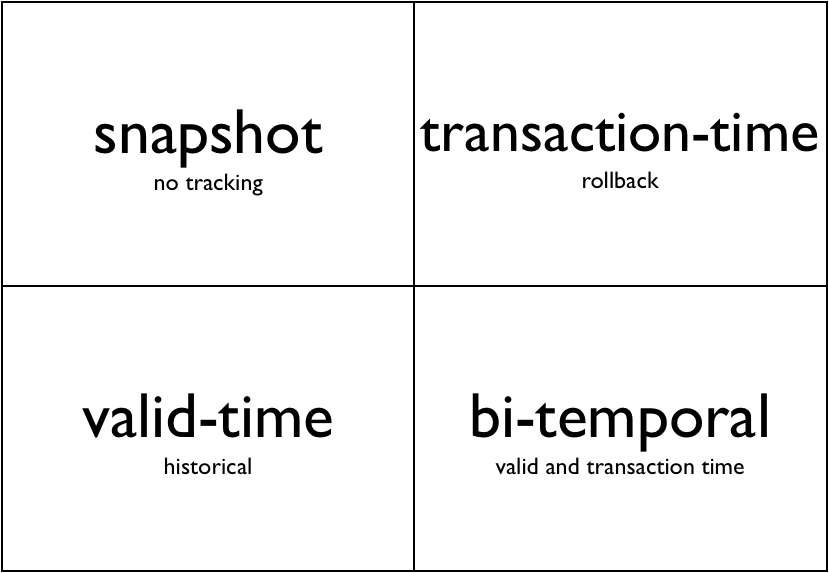 snapshot
no tracking
transaction-time
rollback
valid-time
historical
bi-temporal
valid and transaction time